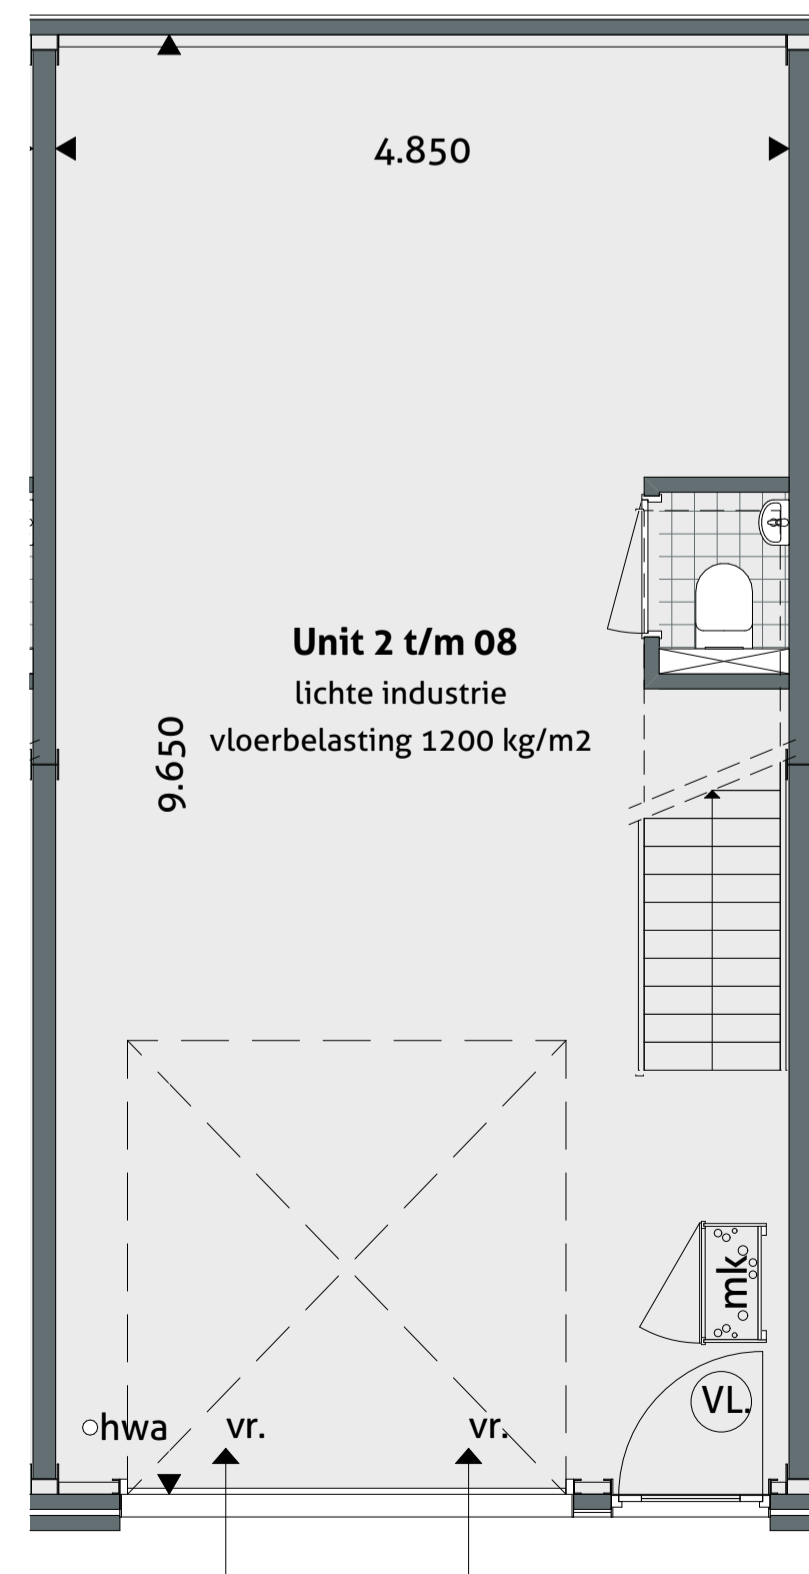 4.850
Unit 2 t/m 08
lichte industrie
vloerbelasting 1200 kg/m2
9.650
mk
VL.
hwa
vr.
vr.